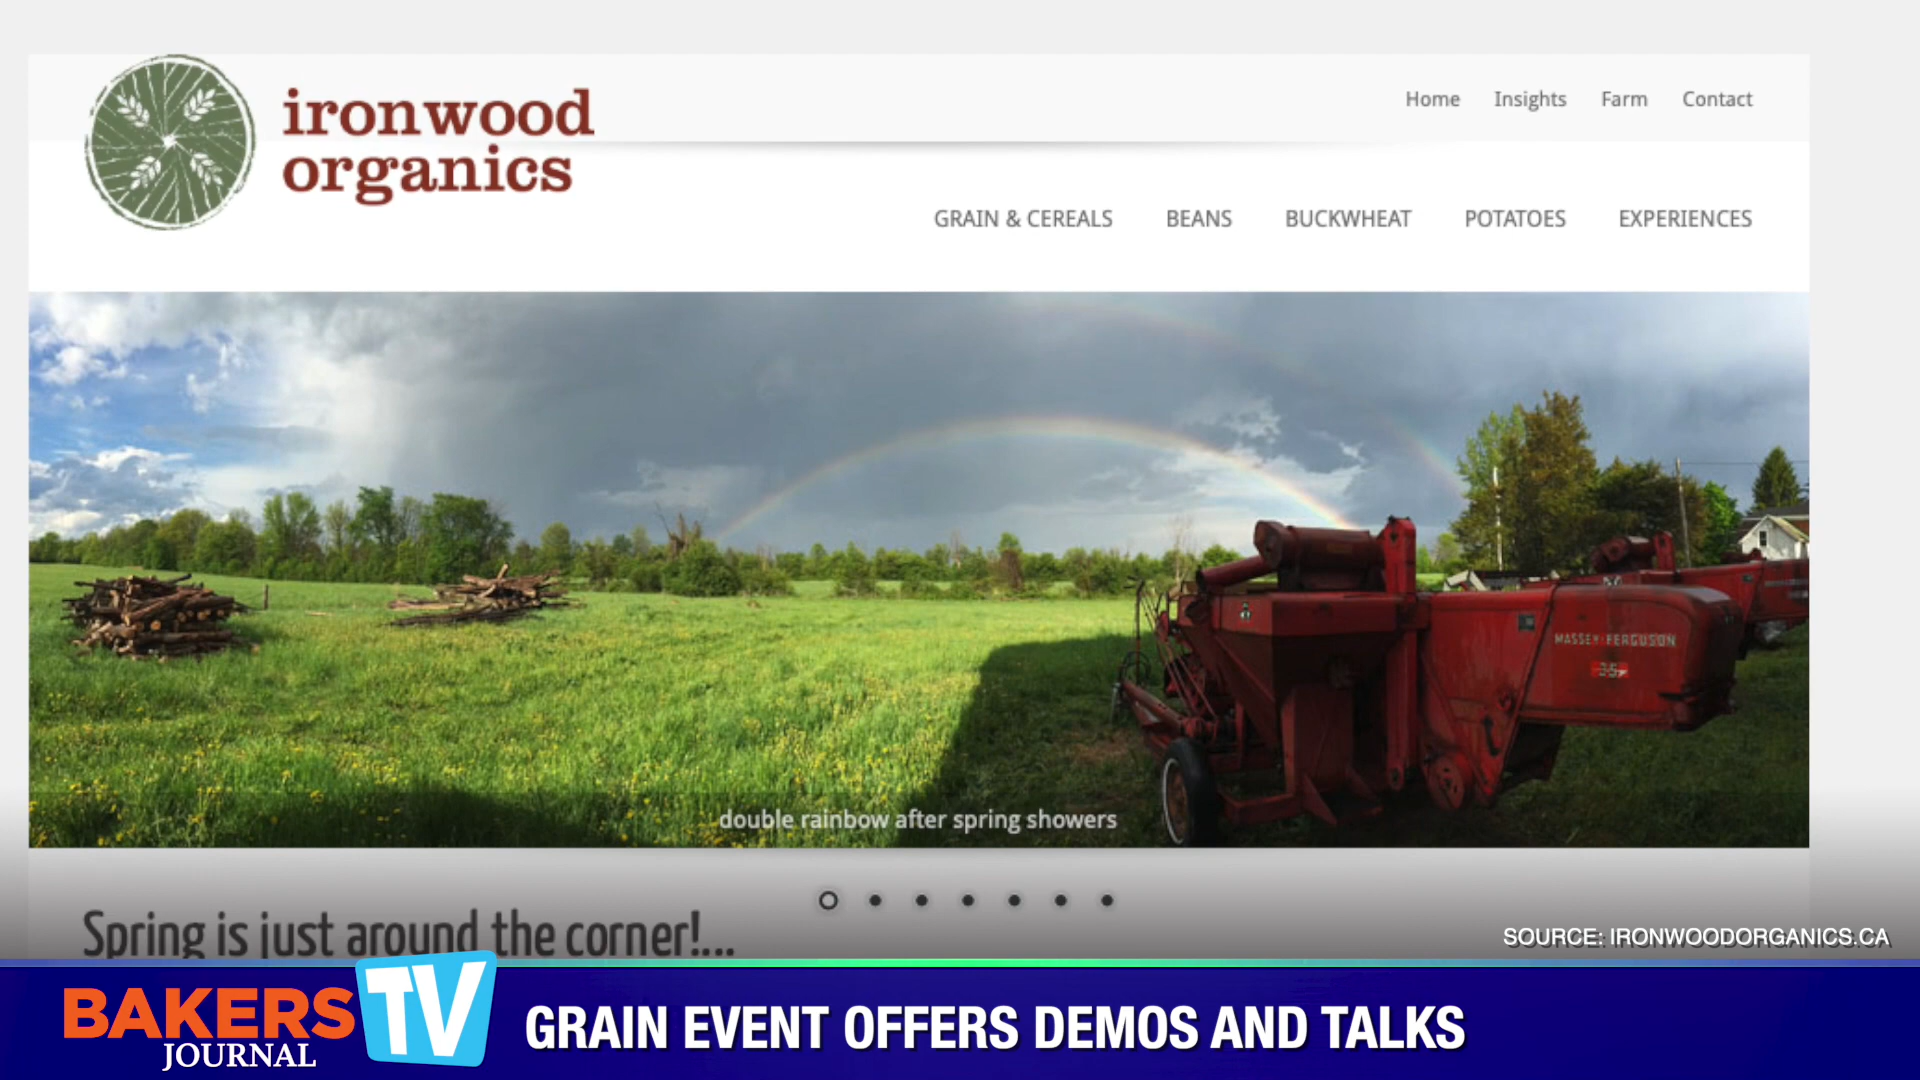 ironwood
organics
Home Insights Farm Contact
GRAIN & CEREALS BEANS BUCKWHEAT POTATOES EXPERIENCES
MASSEY-FERGUSON
35
double rainbow after spring showers
Spring is just around the corner!...
SOURCE: IRONWOODORGANICS.CA
BAKERS TV
JOURNAL
GRAIN EVENT OFFERS DEMOS AND TALKS